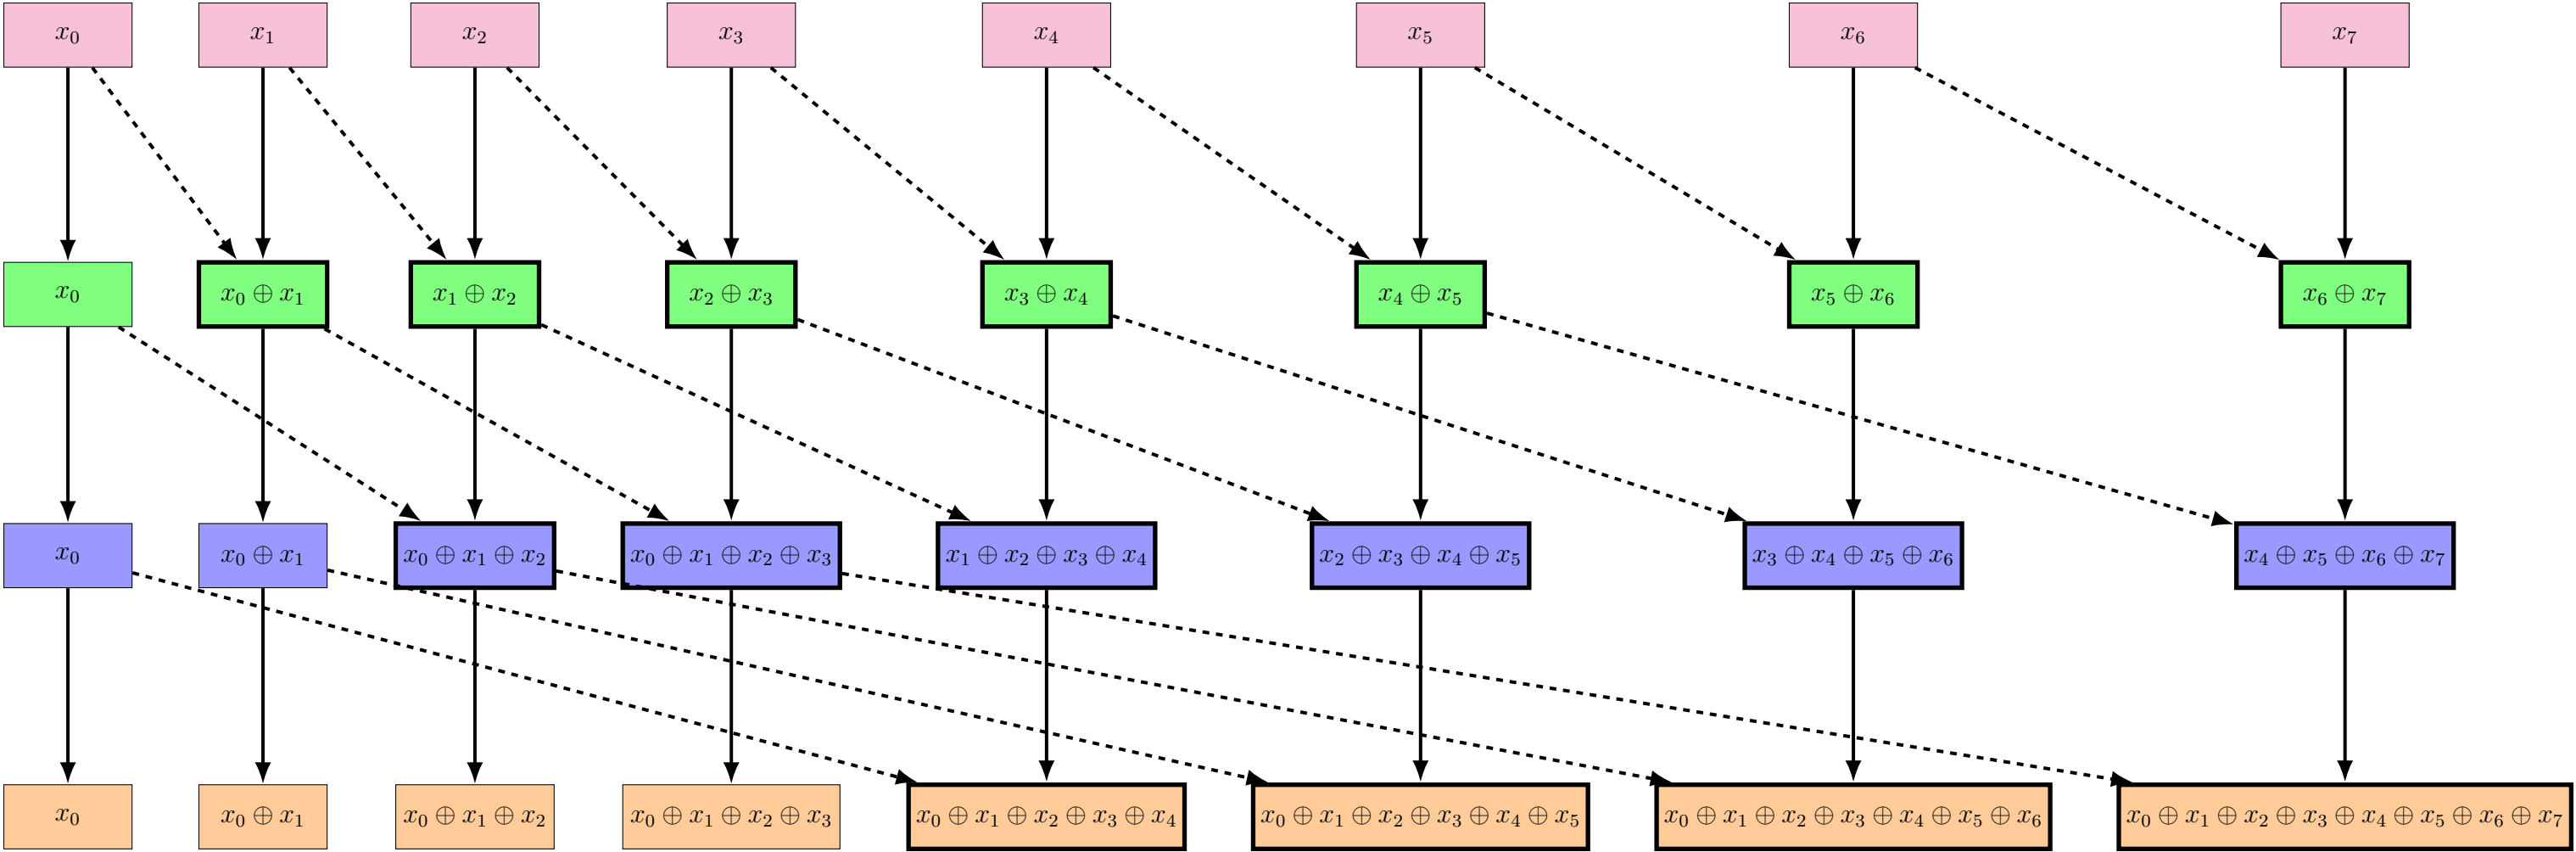 x₀ x₁ x₂ x₃ x₄ x₅ x₆ x₇
x₀ x₀ ⊕ x₁ x₁ ⊕ x₂ x₂ ⊕ x₃ x₃ ⊕ x₄ x₄ ⊕ x₅ x₅ ⊕ x₆ x₆ ⊕ x₇
x₀ x₀ ⊕ x₁ x₀ ⊕ x₁ ⊕ x₂ x₀ ⊕ x₁ ⊕ x₂ ⊕ x₃ x₁ ⊕ x₂ ⊕ x₃ ⊕ x₄ x₂ ⊕ x₃ ⊕ x₄ ⊕ x₅ x₃ ⊕ x₄ ⊕ x₅ ⊕ x₆ x₄ ⊕ x₅ ⊕ x₆ ⊕ x₇
x₀ x₀ ⊕ x₁ x₀ ⊕ x₁ ⊕ x₂ x₀ ⊕ x₁ ⊕ x₂ ⊕ x₃ x₀ ⊕ x₁ ⊕ x₂ ⊕ x₃ ⊕ x₄ x₀ ⊕ x₁ ⊕ x₂ ⊕ x₃ ⊕ x₄ ⊕ x₅ x₀ ⊕ x₁ ⊕ x₂ ⊕ x₃ ⊕ x₄ ⊕ x₅ ⊕ x₆ x₀ ⊕ x₁ ⊕ x₂ ⊕ x₃ ⊕ x₄ ⊕ x₅ ⊕ x₆ ⊕ x₇